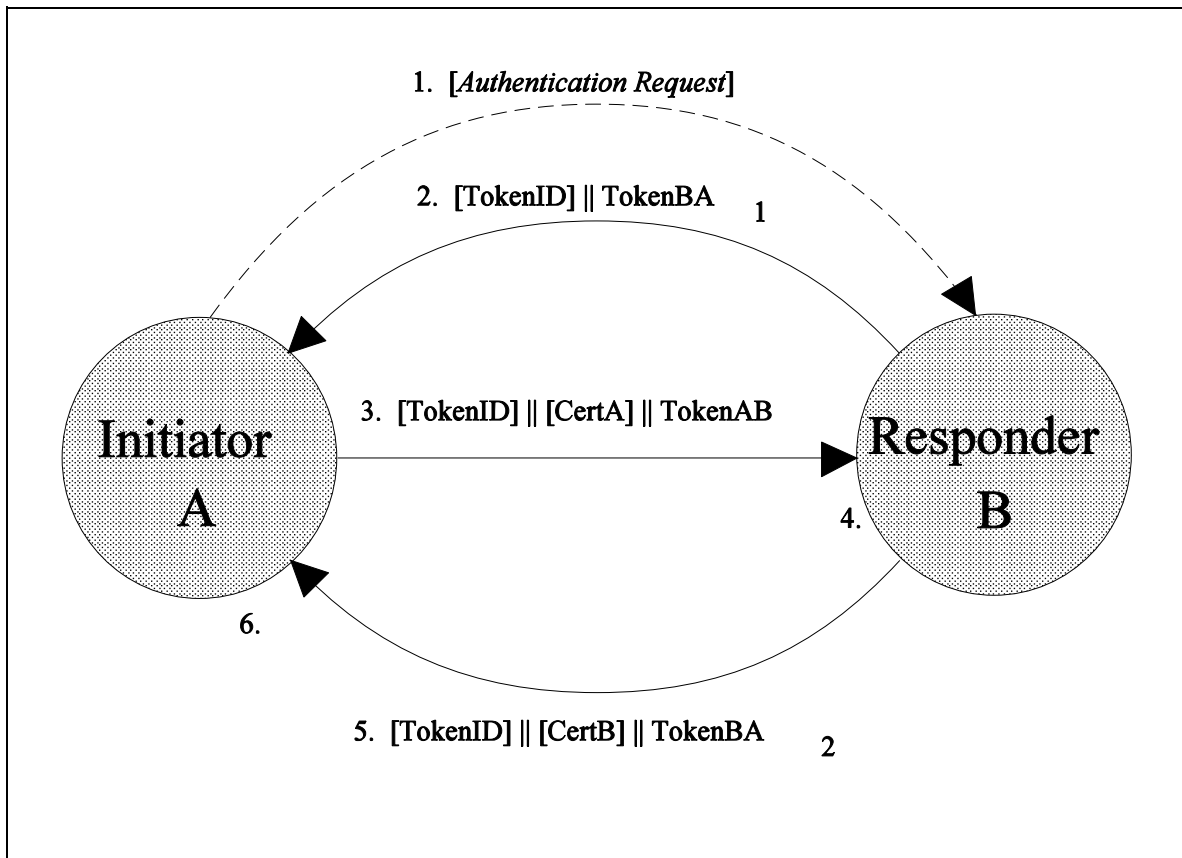 1. [Authentication Request]
2. [TokenID] || TokenBA 1
3. [TokenID] || [CertA] || TokenAB
Initiator
A
Responder
B
4.
6.
5. [TokenID] || [CertB] || TokenBA 2